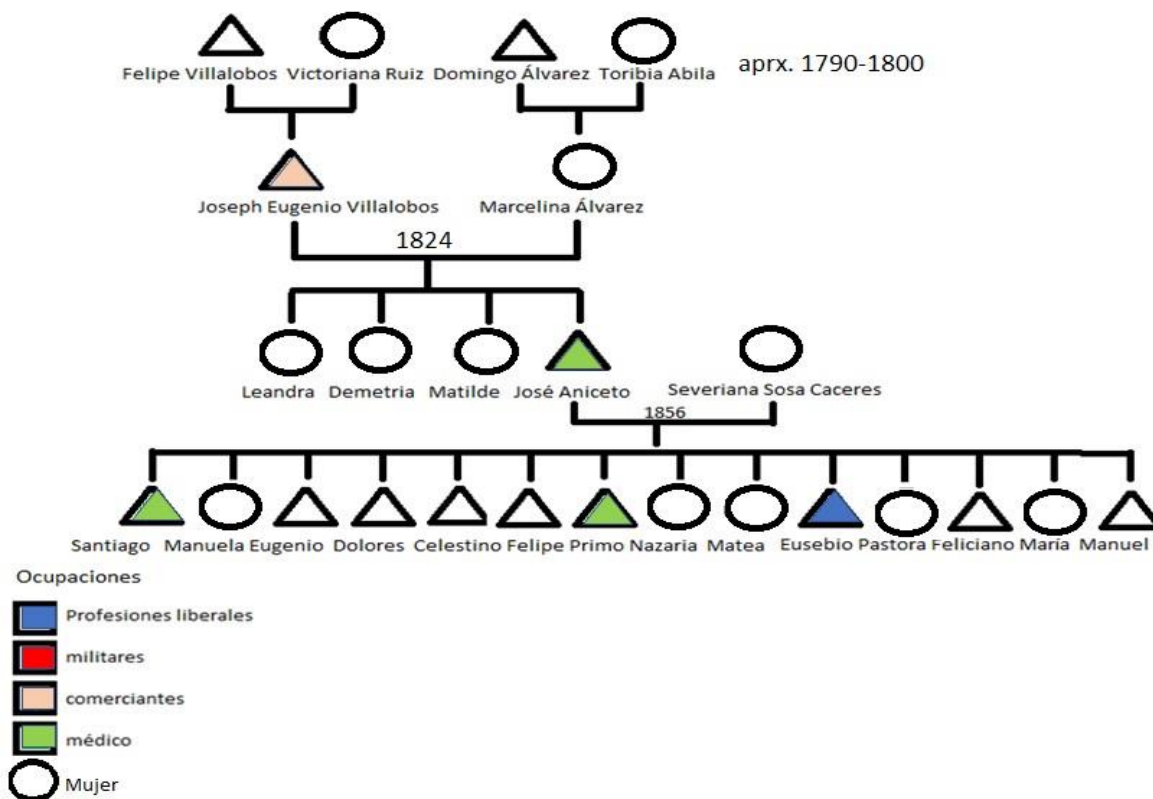 Felipe Villalobos Victoriana Ruiz Domingo Álvarez Toribia Abila aprx. 1790-1800
Joseph Eugenio Villalobos Marcelina Álvarez
1824
Leandra Demetria Matilde José Aniceto Severiana Sosa Caceres
1856
Santiago Manuela Eugenio Dolores Celestino Felipe Primo Nazaria Matea Eusebio Pastora Feliciano María Manuel
Ocupaciones
Profesiones liberales
militares
comerciantes
médico
Mujer